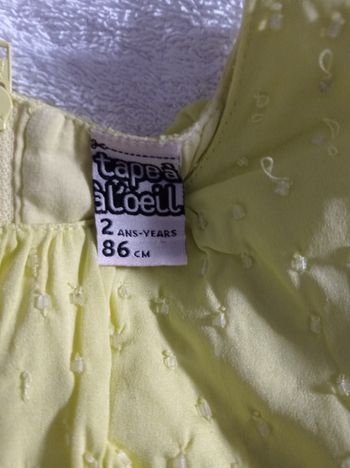 tape à
à l'oeil
2 ANS-YEARS
86 CM